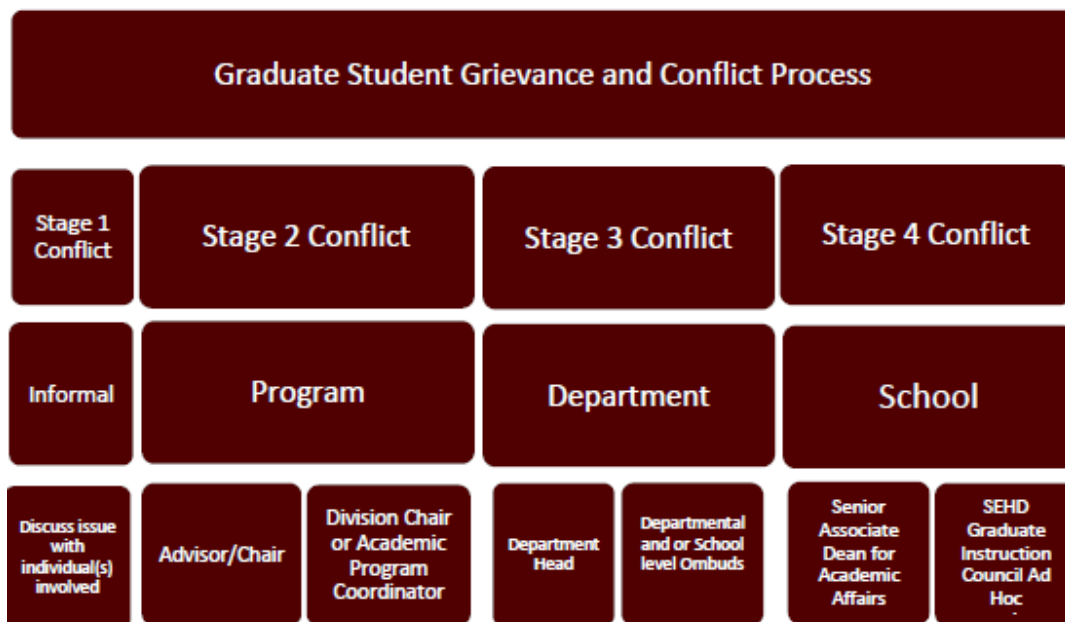 Graduate Student Grievance and Conflict Process
Stage 1
Conflict
Stage 2 Conflict
Stage 3 Conflict
Stage 4 Conflict
Informal
Program
Department
School
Discuss issue
with
individual(s)
involved
Advisor/Chair
Division Chair
or Academic
Program
Coordinator
Department
Head
Departmental
and or School
level Ombuds
Senior
Associate
Dean for
Academic
Affairs
SEHD
Graduate
Instruction
Council Ad
Hoc